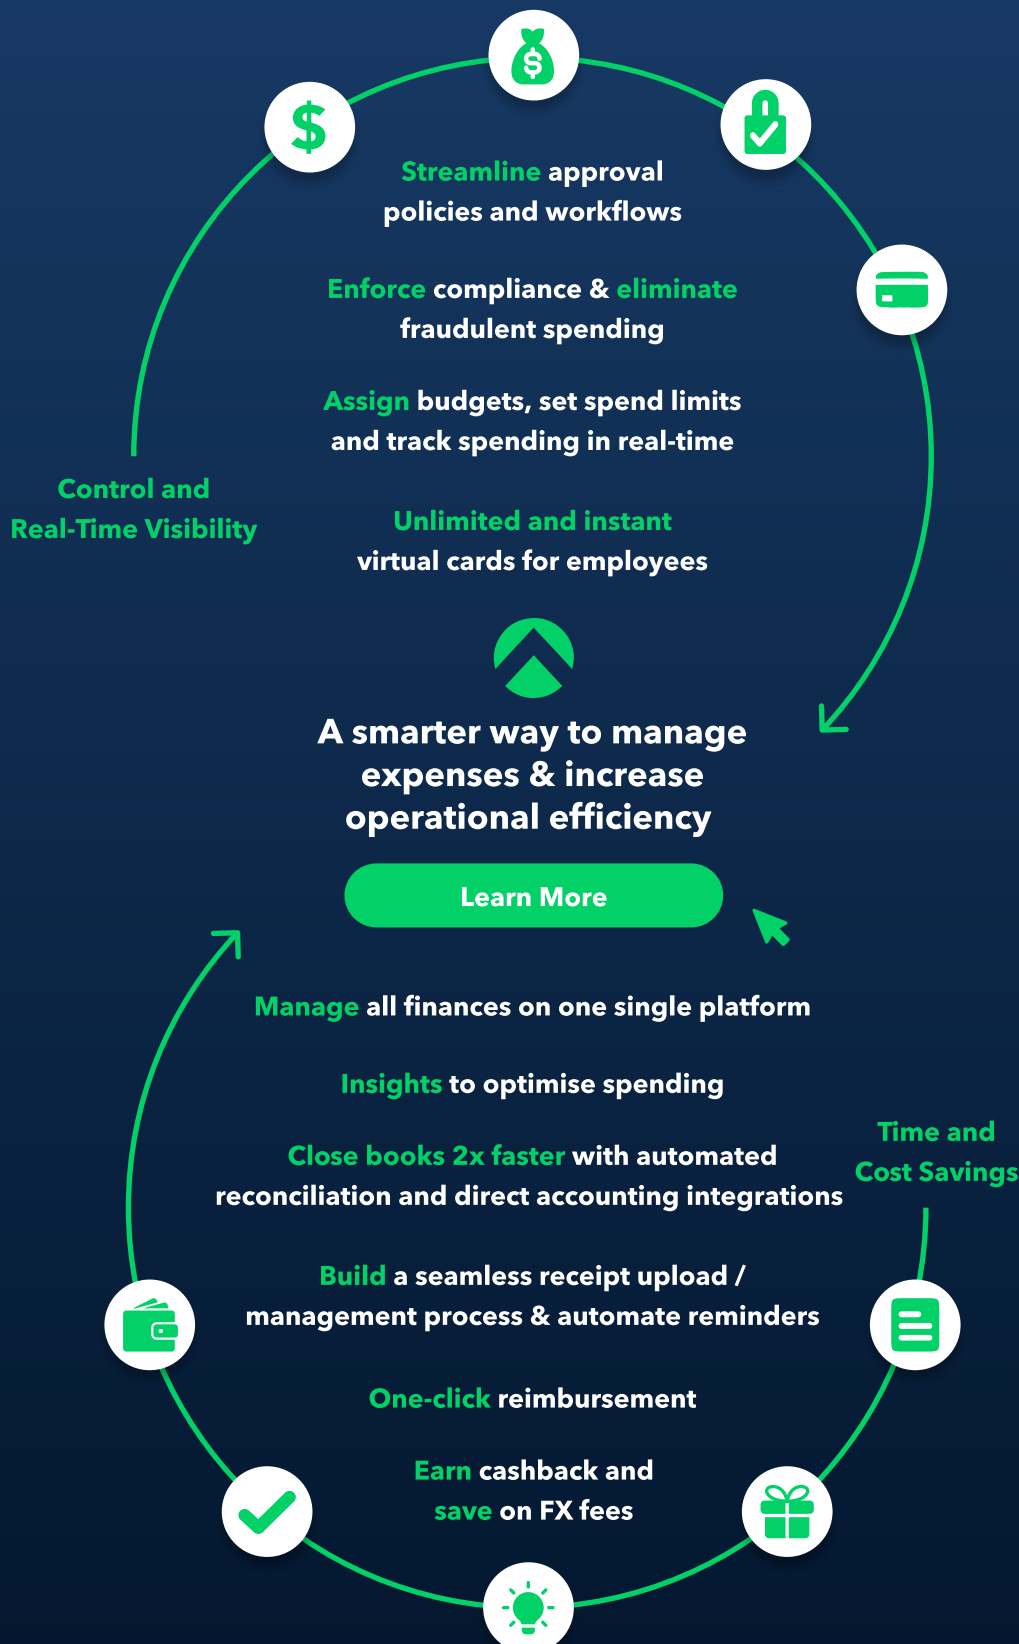 Streamline approval
policies and workflows
Enforce compliance & eliminate
fraudulent spending
Assign budgets, set spend limits
and track spending in real-time
Control and
Real-Time Visibility
Unlimited and instant
virtual cards for employees
A smarter way to manage
expenses & increase
operational efficiency
Learn More
Manage all finances on one single platform
Insights to optimise spending
Time and
Cost Savings
Close books 2x faster with automated
reconciliation and direct accounting integrations
Build a seamless receipt upload /
management process & automate reminders
One-click reimbursement
Earn cashback and
save on FX fees